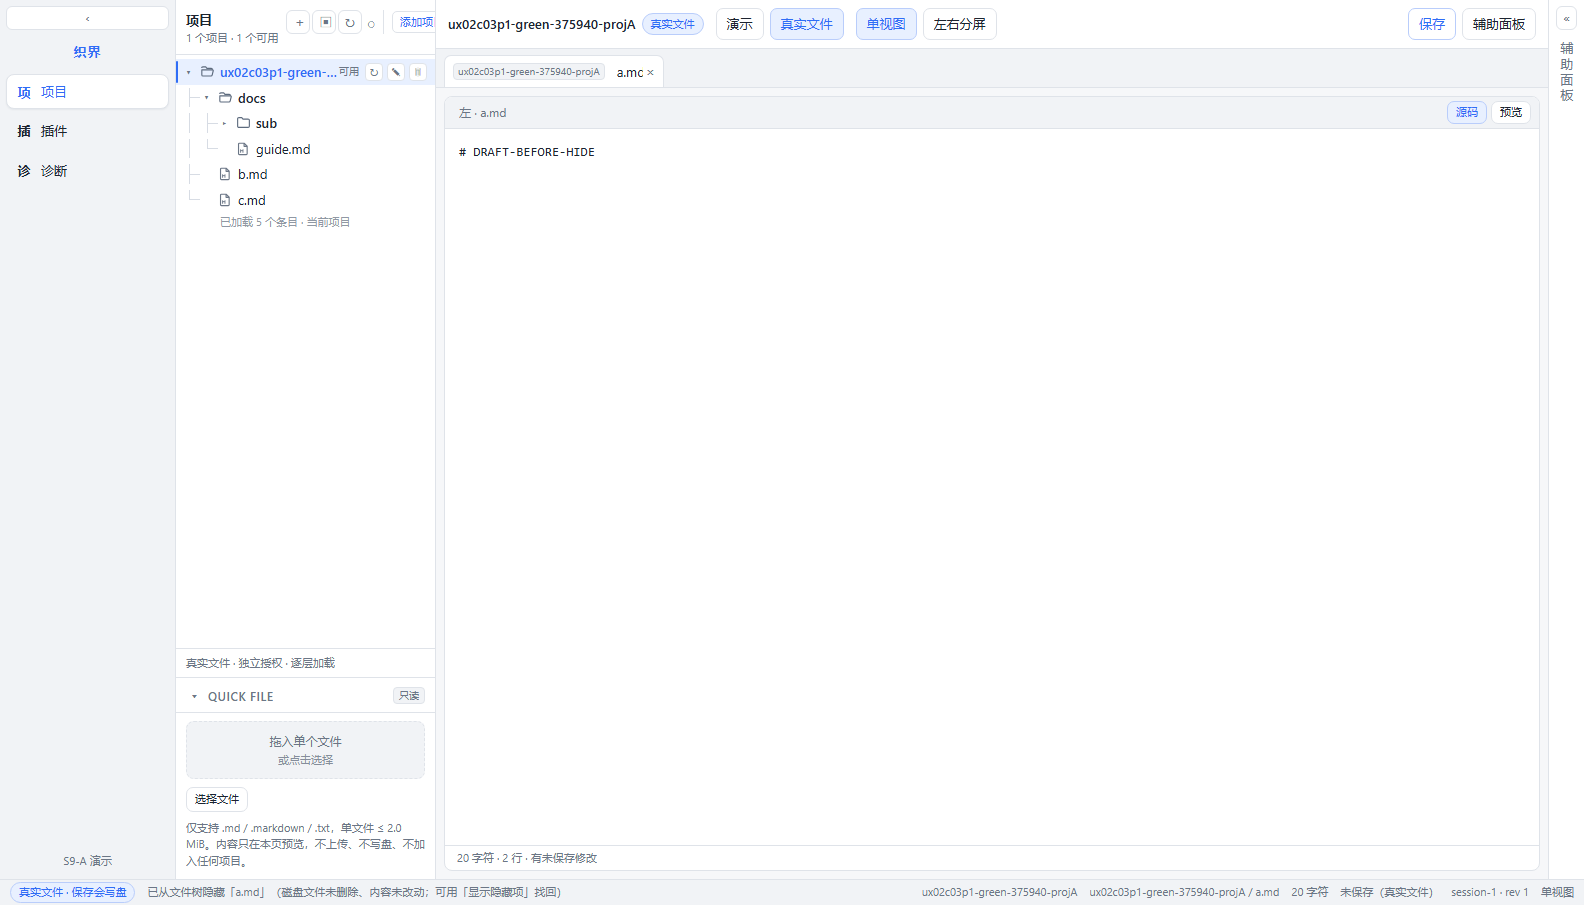 ‹
织界
项 项目
插 插件
诊 诊断
S9-A 演示
项目
1 个项目 · 1 个可用
+
↻
○
添加项
ux02c03p1-green-... 可用
docs
sub
guide.md
b.md
c.md
已加载 5 个条目 · 当前项目
真实文件 · 独立授权 · 逐层加载
QUICK FILE 只读
拖入单个文件
或点击选择
选择文件
仅支持 .md / .markdown / .txt，单文件 ≤ 2.0
MiB。内容只在本页预览，不上传、不写盘、不加
入任何项目。
ux02c03p1-green-375940-projA 真实文件 演示 真实文件 单视图 左右分屏 保存 辅助面板
ux02c03p1-green-375940-projA a.md ×
左 · a.md 源码 预览
# DRAFT-BEFORE-HIDE
20 字符 · 2 行 · 有未保存修改
«
辅助面板
真实文件 · 保存会写盘 已从文件树隐藏「a.md」（磁盘文件未删除、内容未改动；可用「显示隐藏项」找回） ux02c03p1-green-375940-projA ux02c03p1-green-375940-projA / a.md 20 字符 未保存（真实文件） session-1 · rev 1 单视图